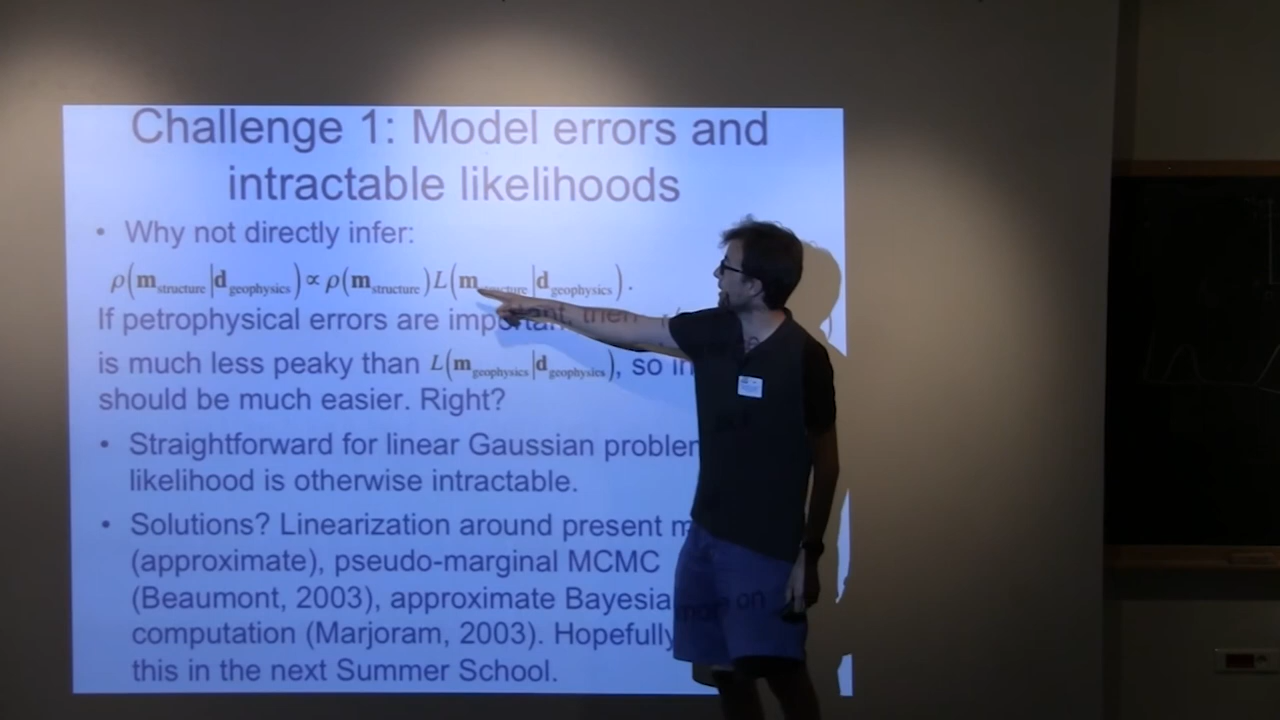 Challenge 1: Model errors and
intractable likelihoods
• Why not directly infer:
ρ(m_structure|d_geophysics) ∝ ρ(m_structure)L(m_structure|d_geophysics).
If petrophysical errors are important, then
is much less peaky than L(m_geophysics|d_geophysics), so
should be much easier. Right?
• Straightforward for linear Gaussian
likelihood is otherwise intractable.
• Solutions? Linearization around present
(approximate), pseudo-marginal MCMC
(Beaumont, 2003), approximate Bayesian
computation (Marjoram, 2003). Hopefully more on
this in the next Summer School.